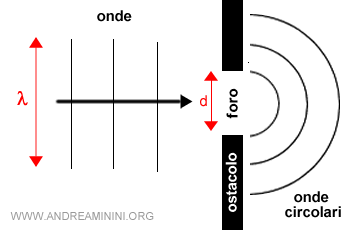 onde
λ
d
foro
ostacolo
onde
circolari
WWW.ANDREAMININI.ORG